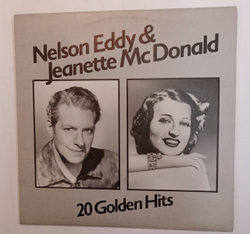 Nelson Eddy &
Jeanette McDonald
20 Golden Hits